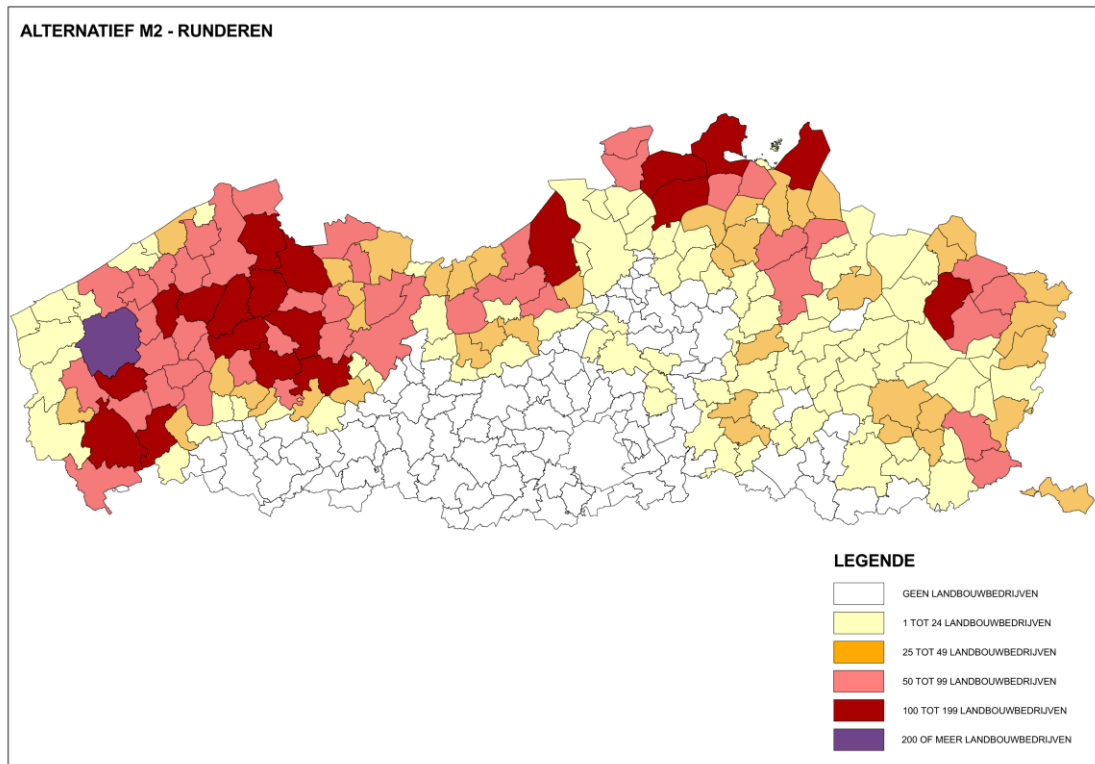 ALTERNATIEF M2 - RUNDEREN
LEGENDE
GEEN LANDBOUWBEDRIJVEN
1 TOT 24 LANDBOUWBEDRIJVEN
25 TOT 49 LANDBOUWBEDRIJVEN
50 TOT 99 LANDBOUWBEDRIJVEN
100 TOT 199 LANDBOUWBEDRIJVEN
200 OF MEER LANDBOUWBEDRIJVEN